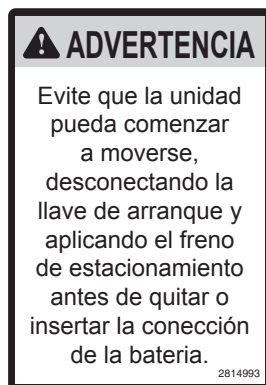 ADVERTENCIA
Evite que la unidad
pueda comenzar
a moverse,
desconectando la
llave de arranque y
aplicando el freno
de estacionamiento
antes de quitar o
insertar la conección
de la bateria.
2814993